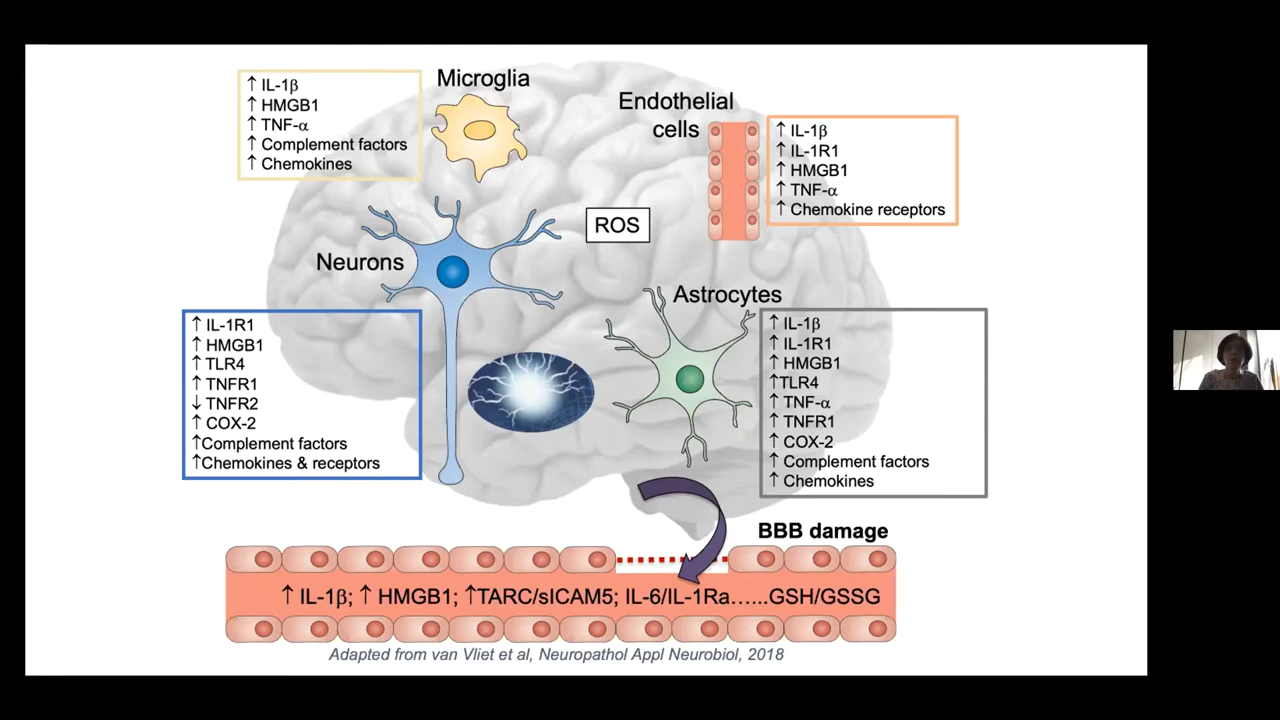 Microglia
↑ IL-1β
↑ HMGB1
↑ TNF-α
↑ Complement factors
↑ Chemokines
Endothelial
cells
↑ IL-1β
↑ IL-1R1
↑ HMGB1
↑ TNF-α
↑ Chemokine receptors
ROS
Neurons
↑ IL-1R1
↑ HMGB1
↑ TLR4
↑ TNFR1
↓ TNFR2
↑ COX-2
↑Complement factors
↑Chemokines & receptors
Astrocytes
↑ IL-1β
↑ IL-1R1
↑ HMGB1
↑TLR4
↑ TNF-α
↑ TNFR1
↑ COX-2
↑ Complement factors
↑ Chemokines
BBB damage
↑ IL-1β; ↑ HMGB1; ↑TARC/sICAM5; IL-6/IL-1Ra......GSH/GSSG
Adapted from van Vliet et al, Neuropathol Appl Neurobiol, 2018